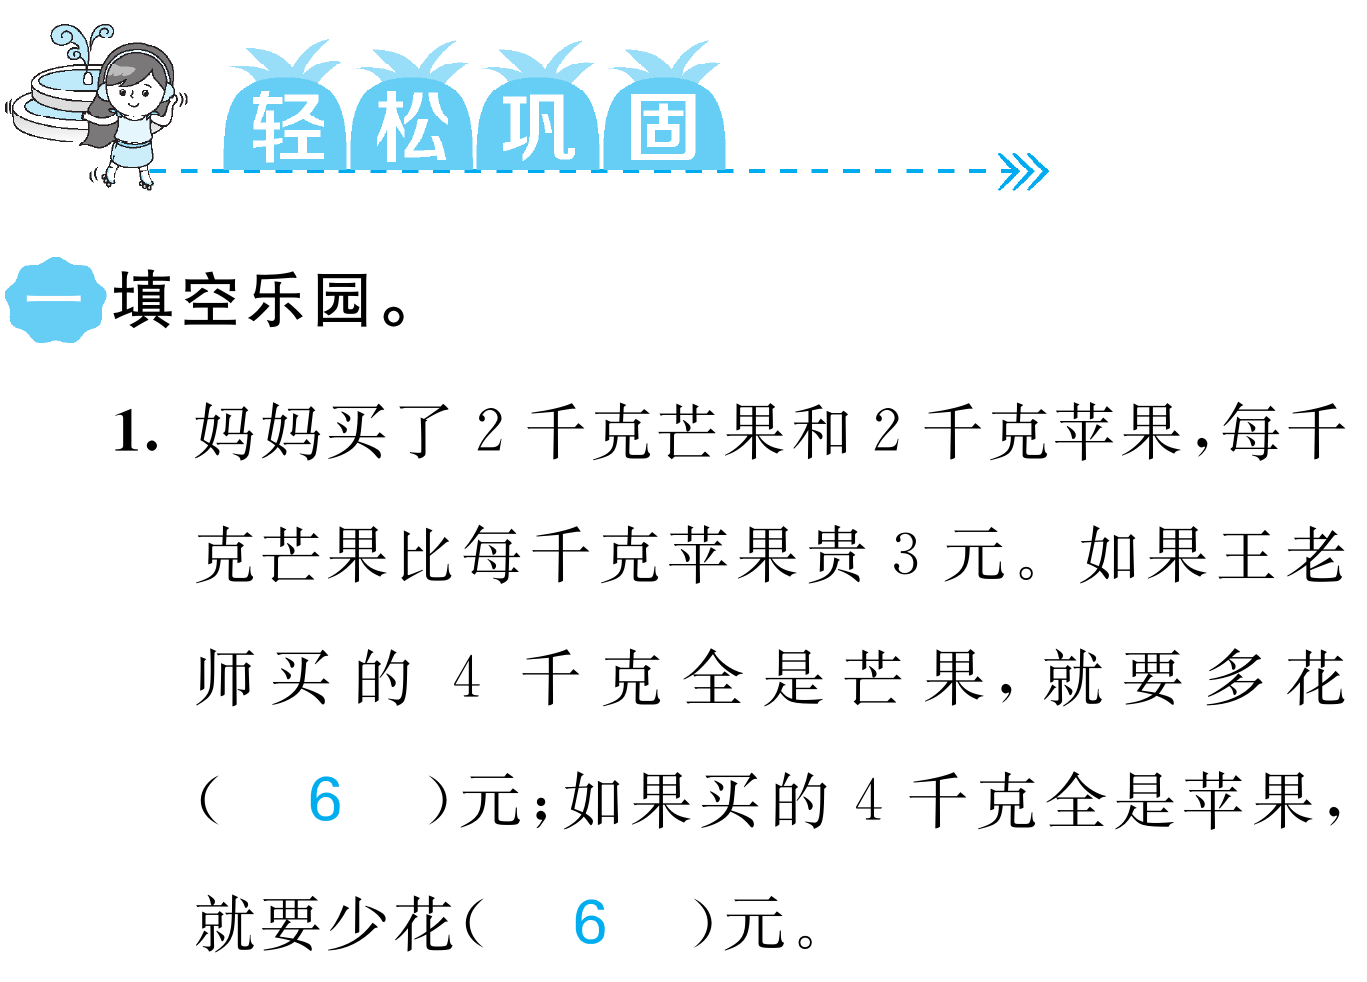 轻松巩固
一 填空乐园。
1. 妈妈买了 2 千克芒果和 2 千克苹果,每千
克芒果比每千克苹果贵 3 元。如果王老
师买的 4 千克全是芒果,就要多花
( 6 )元;如果买的 4 千克全是苹果,
就要少花( 6 )元。